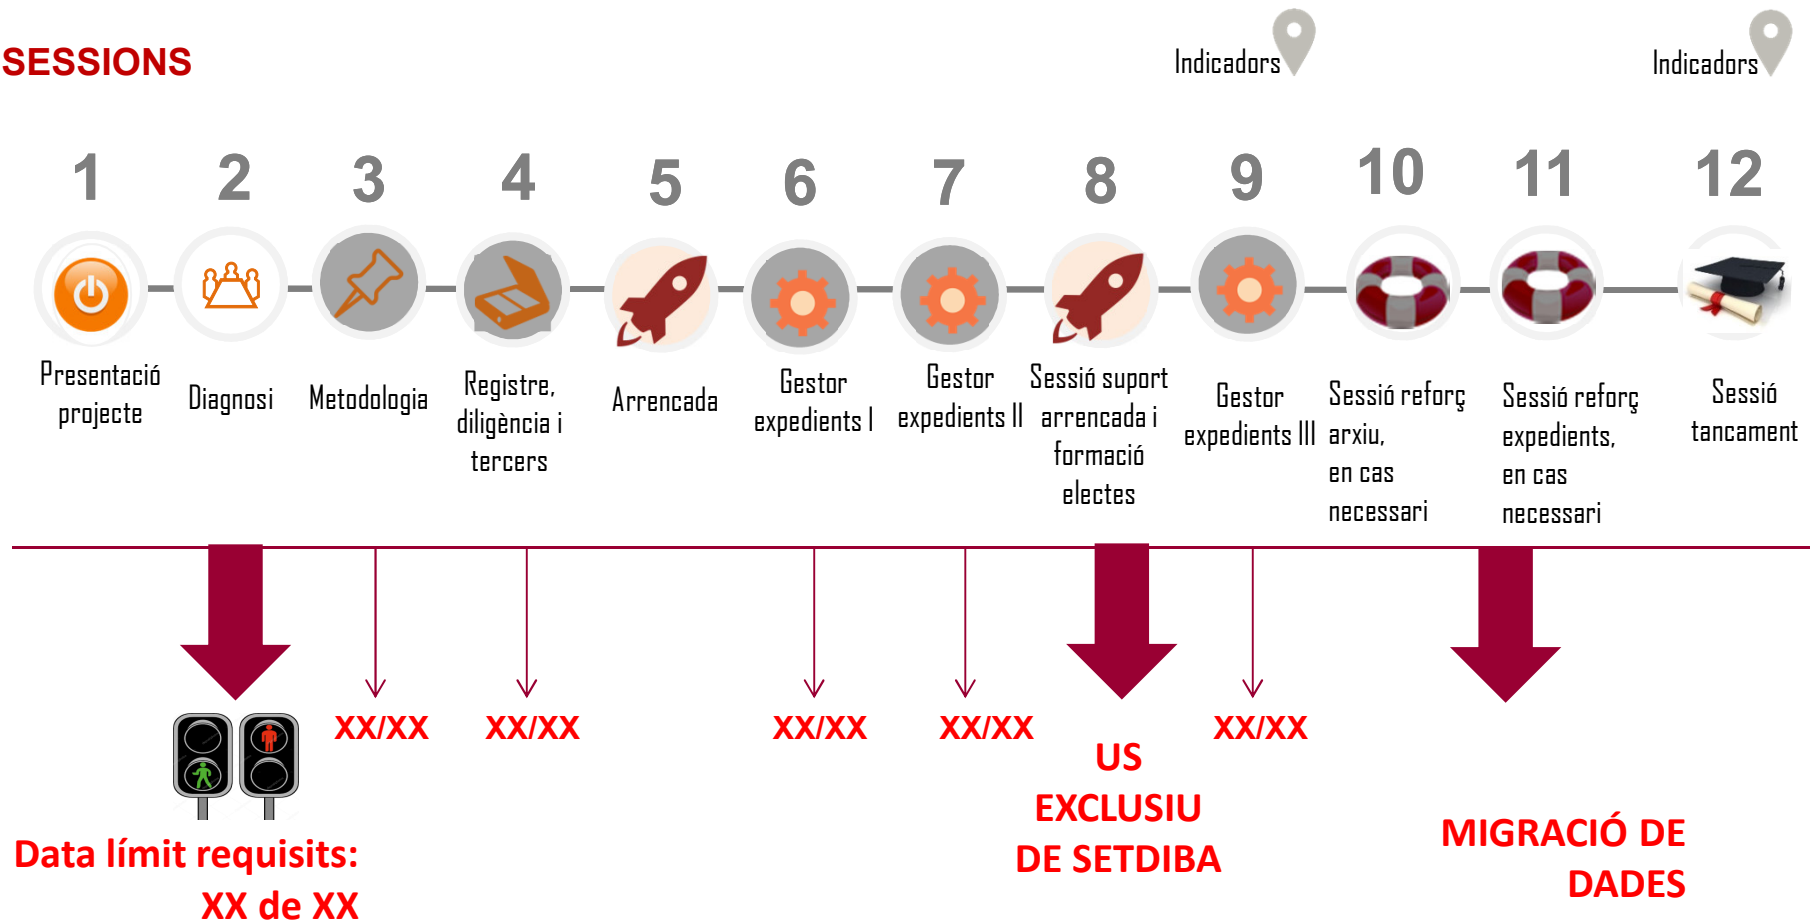 SESSIONS
Indicadors
Indicadors
1
2
3
4
5
6
7
8
9
10
11
12
Presentació
projecte
Diagnosi
Metodologia
Registre,
diligència i
tercers
Arrencada
Gestor
expedients I
Gestor
expedients II
Sessió suport
arrencada i
formació
electes
Gestor
expedients III
Sessió reforç
arxiu,
en cas
necessari
Sessió reforç
expedients,
en cas
necessari
Sessió
tancament
XX/XX
XX/XX
XX/XX
XX/XX
XX/XX
US
EXCLUSIU
DE SETDIBA
MIGRACIÓ DE
DADES
Data límit requisits:
XX de XX